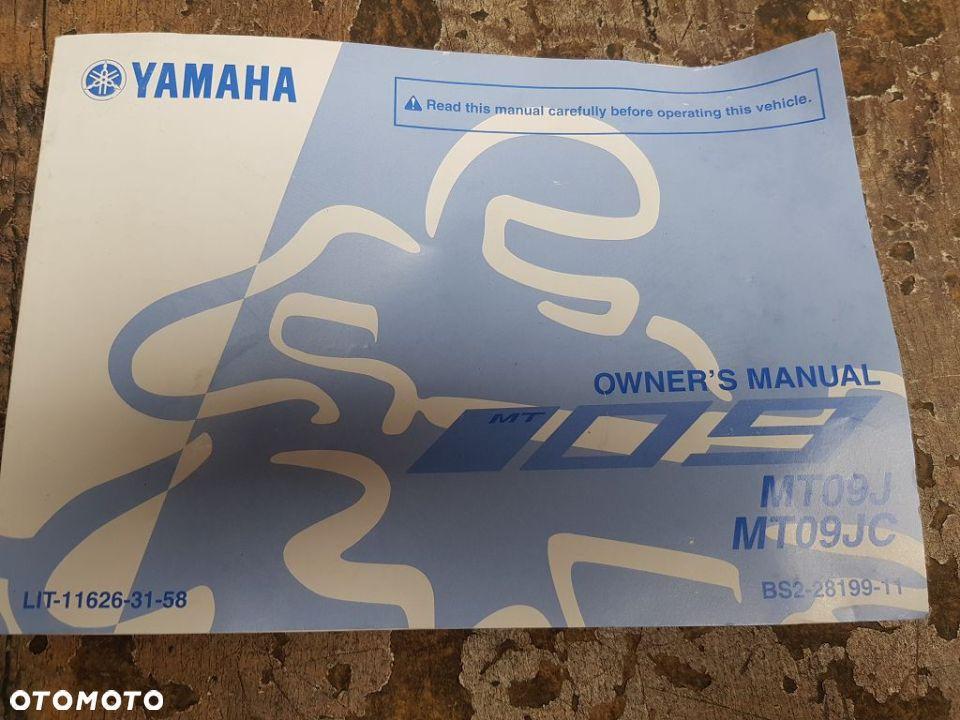 YAMAHA
Read this manual carefully before operating this vehicle.
OWNER'S MANUAL
MT 09
MT09J
MT09JC
LIT-11626-31-58
BS2-28199-11
OTOMOTO